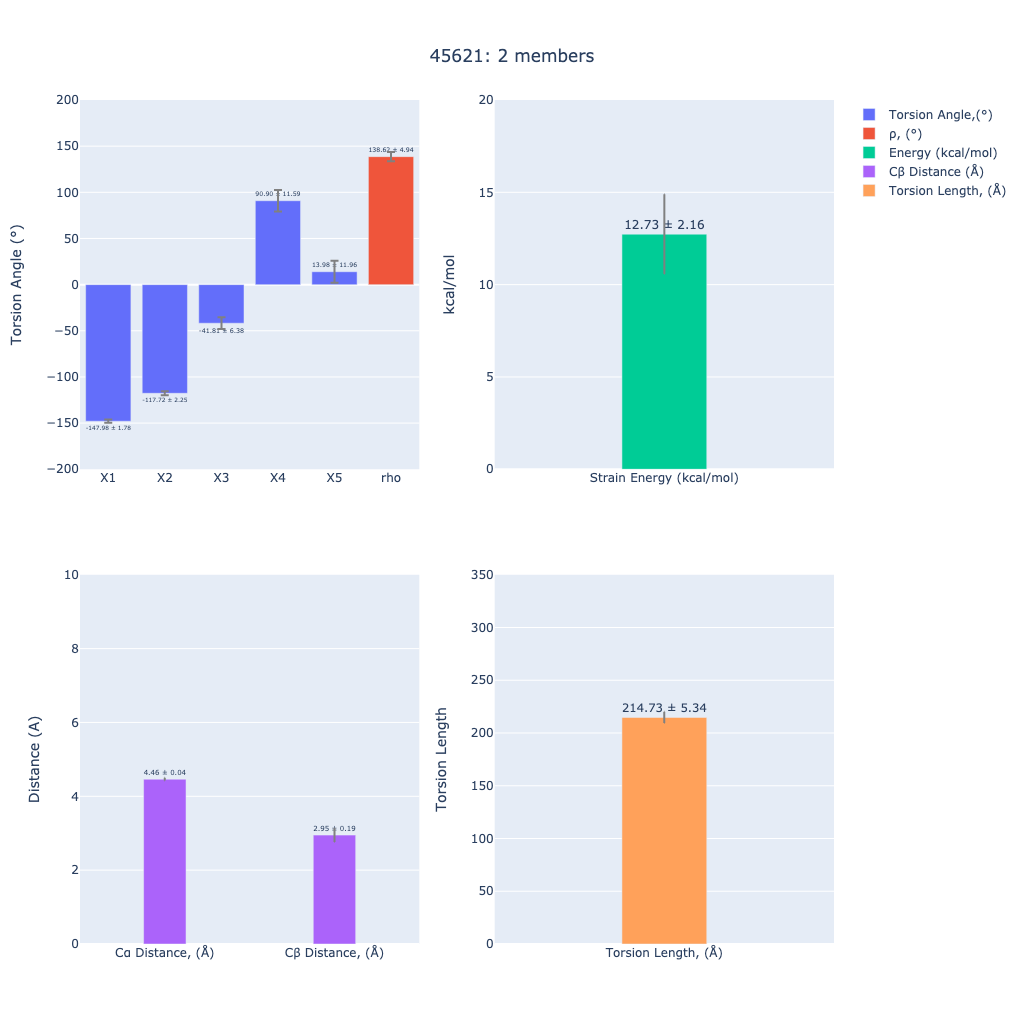 45621: 2 members
Torsion Angle (°)
200
150
100
50
0
−50
−100
−150
−200
-147.98 ± 1.78
-117.72 ± 2.25
-41.81 ± 6.38
90.90 ± 11.59
13.98 ± 11.96
138.62 ± 4.94
X1 X2 X3 X4 X5 rho
kcal/mol
20
15
10
5
0
12.73 ± 2.16
Strain Energy (kcal/mol)
Torsion Angle,(°)
ρ, (°)
Energy (kcal/mol)
Cβ Distance (Å)
Torsion Length, (Å)
Distance (A)
10
8
6
4
2
0
4.46 ± 0.04
2.95 ± 0.19
Cα Distance, (Å) Cβ Distance, (Å)
Torsion Length
350
300
250
200
150
100
50
0
214.73 ± 5.34
Torsion Length, (Å)